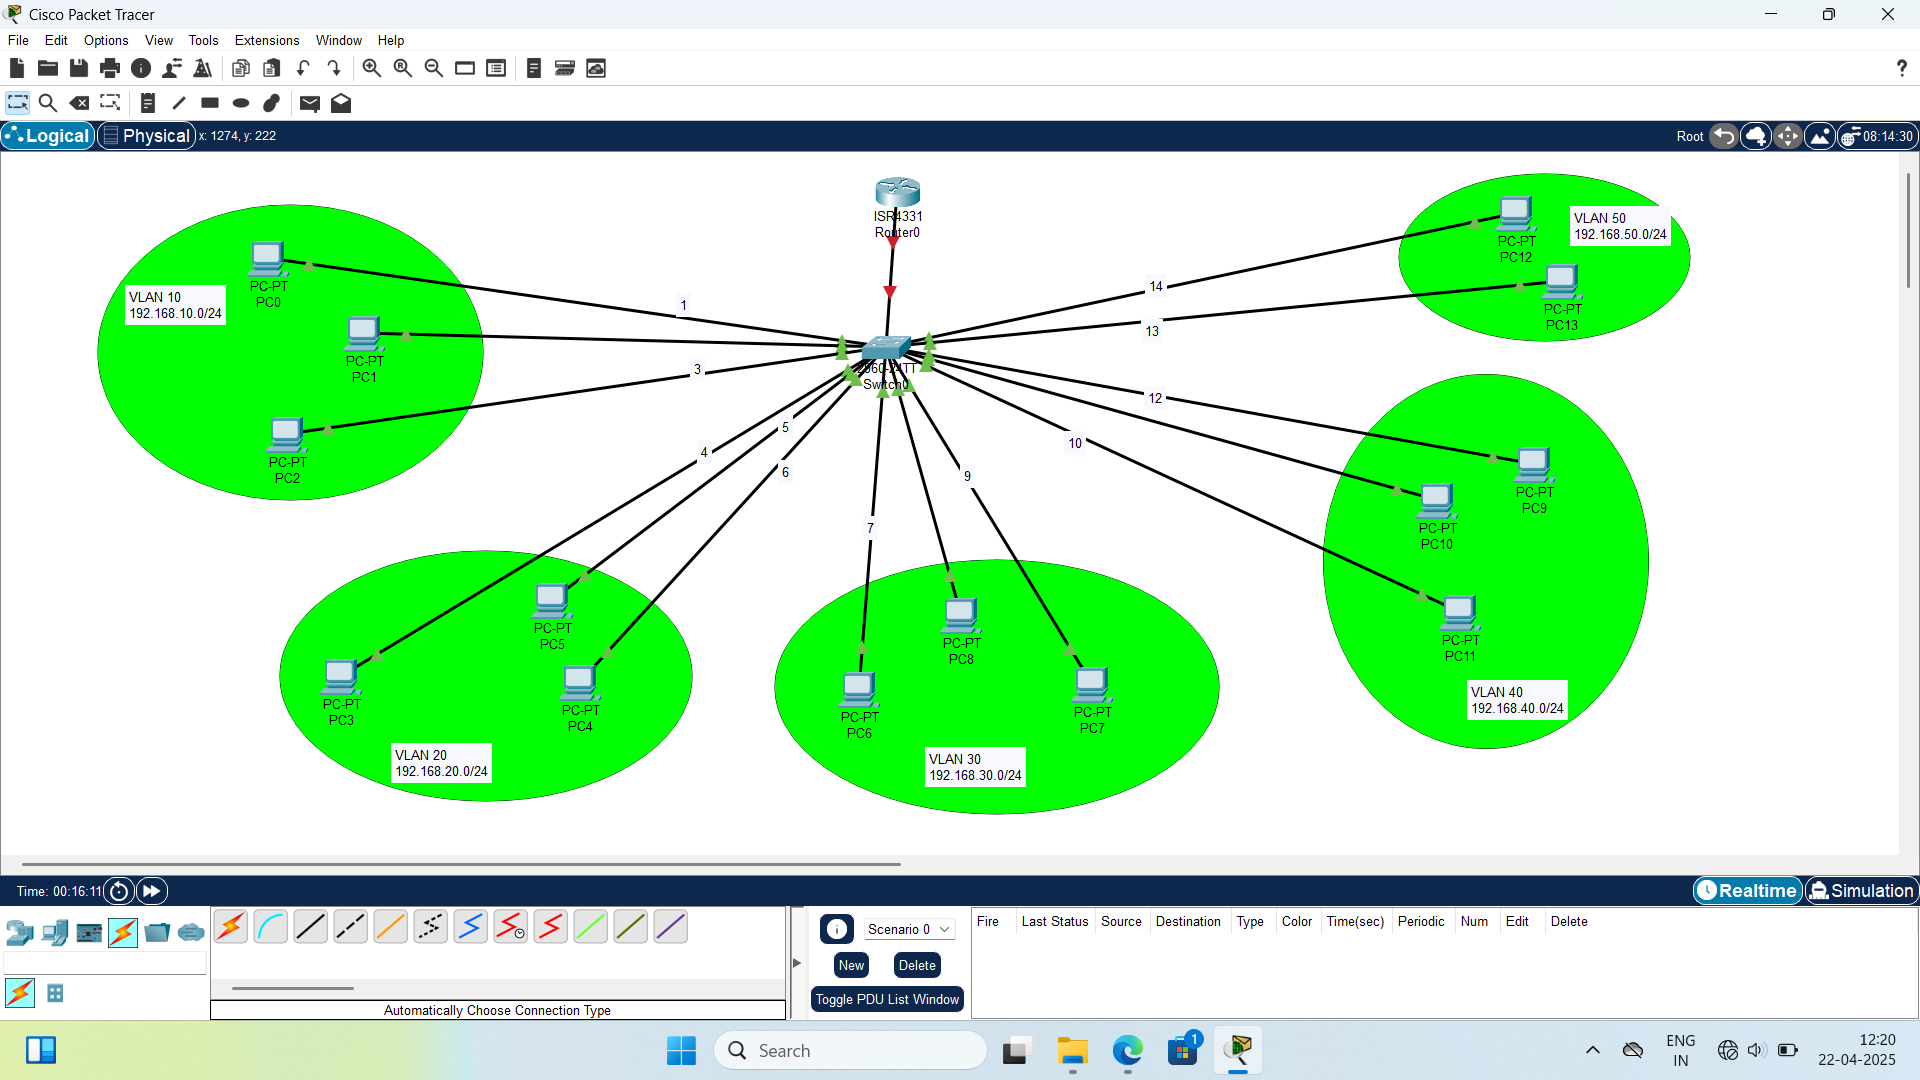 Cisco Packet Tracer
File Edit Options View Tools Extensions Window Help
?
Logical Physical x: 1274, y: 222 Root 08:14:30
ISR4331
Router0
PC-PT
PC12
VLAN 50
192.168.50.0/24
PC-PT
PC13
PC-PT
PC0
VLAN 10
192.168.10.0/24
PC-PT
PC1
PC-PT
PC2
1
3
14
13
2960-24TT
Switch0
4
5
6
7
9
10
12
PC-PT
PC9
PC-PT
PC10
PC-PT
PC11
VLAN 40
192.168.40.0/24
PC-PT
PC5
PC-PT
PC3
PC-PT
PC4
VLAN 20
192.168.20.0/24
PC-PT
PC8
PC-PT
PC6
PC-PT
PC7
VLAN 30
192.168.30.0/24
Time: 00:16:11 Realtime Simulation
Scenario 0
New Delete
Toggle PDU List Window
Fire Last Status Source Destination Type Color Time(sec) Periodic Num Edit Delete
Automatically Choose Connection Type
Search
1
ENG
IN
12:20
22-04-2025